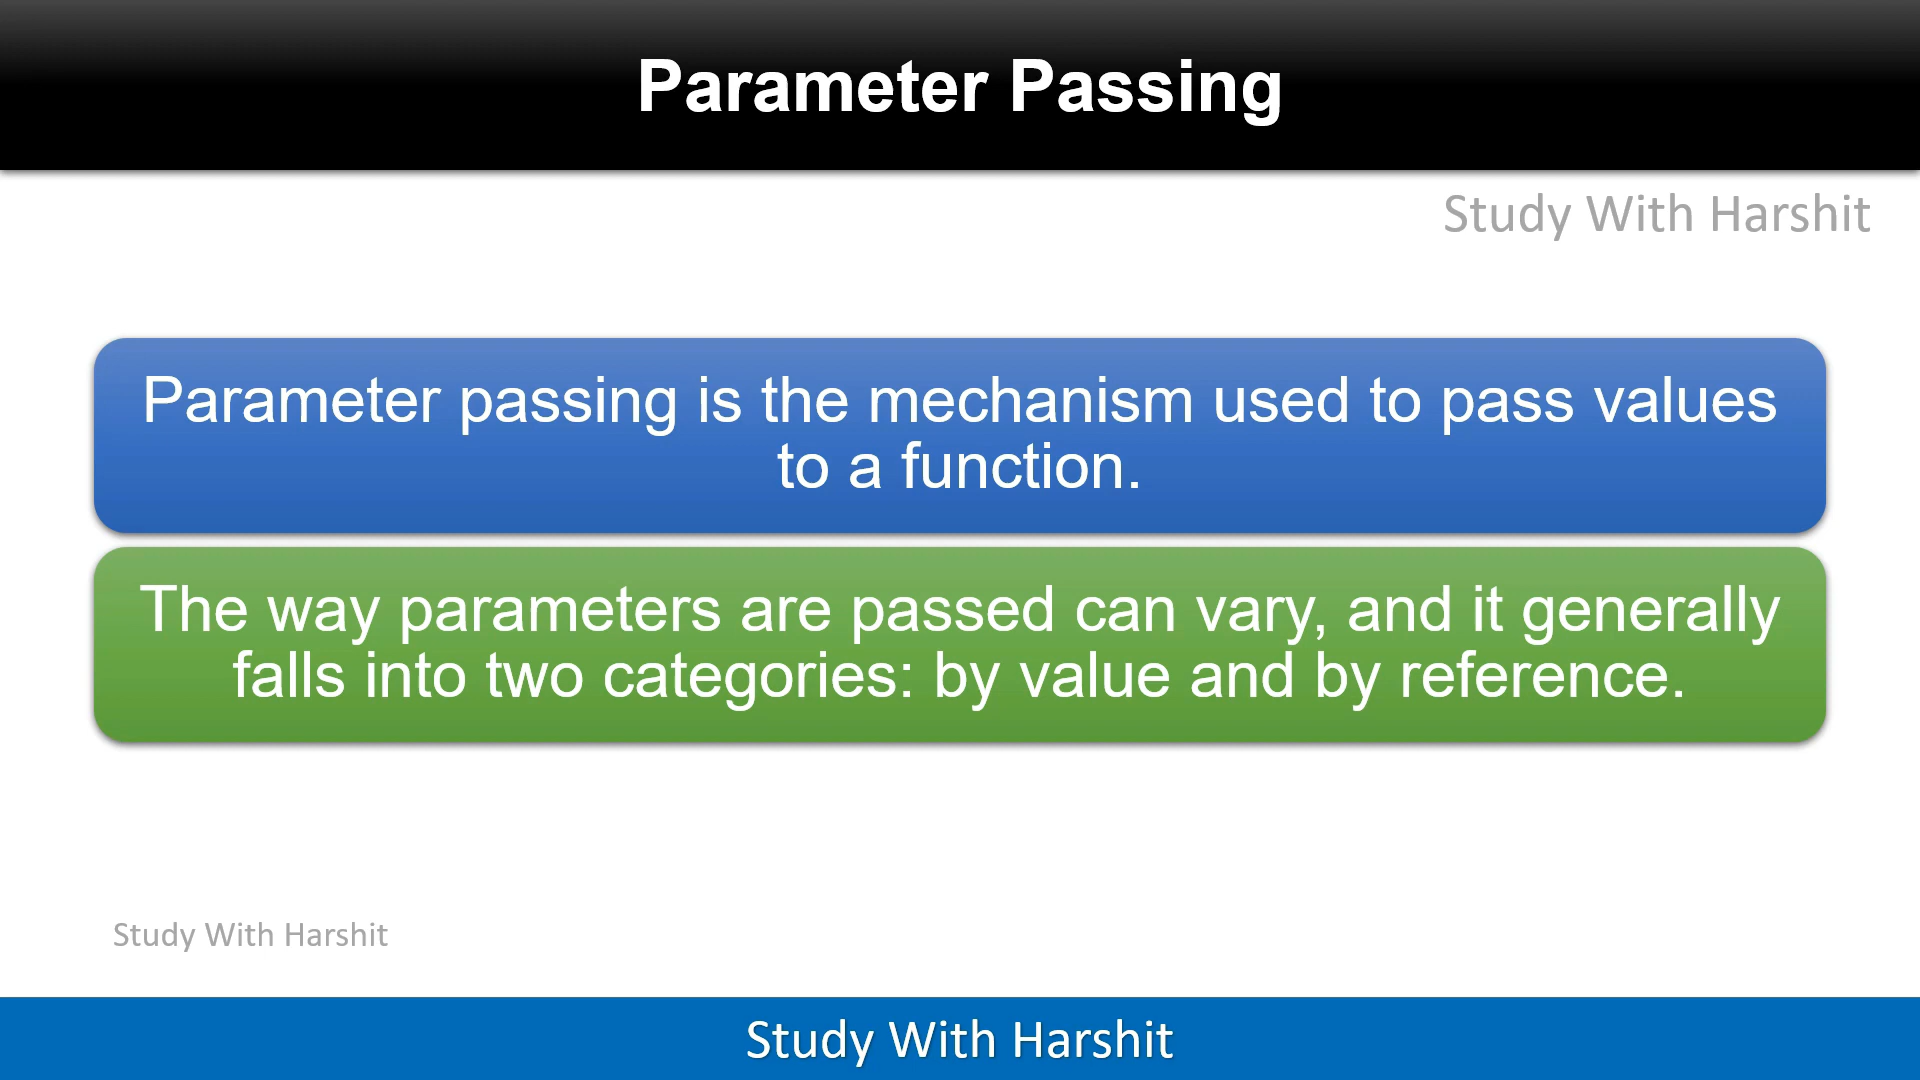 Parameter Passing
Study With Harshit
Parameter passing is the mechanism used to pass values
to a function.
The way parameters are passed can vary, and it generally
falls into two categories: by value and by reference.
Study With Harshit
Study With Harshit